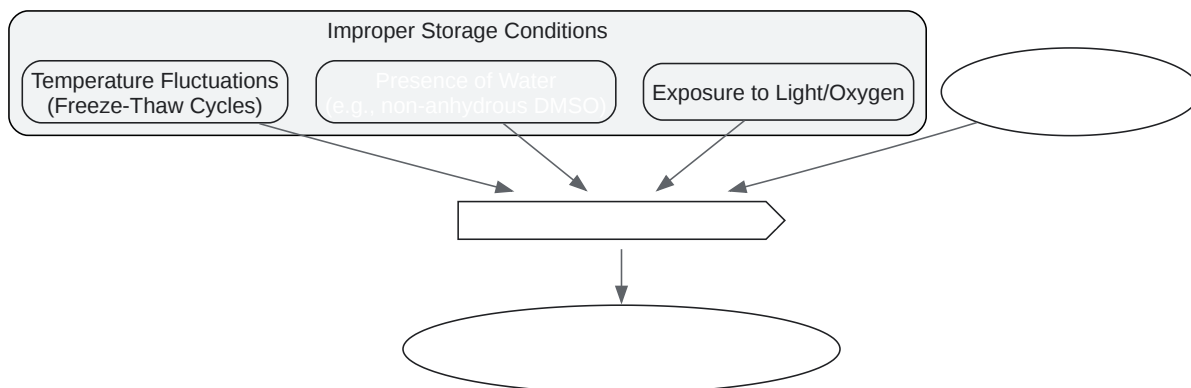 Improper Storage Conditions
Temperature Fluctuations
(Freeze-Thaw Cycles)
Presence of Water
(e.g., non-anhydrous DMSO)
Exposure to Light/Oxygen